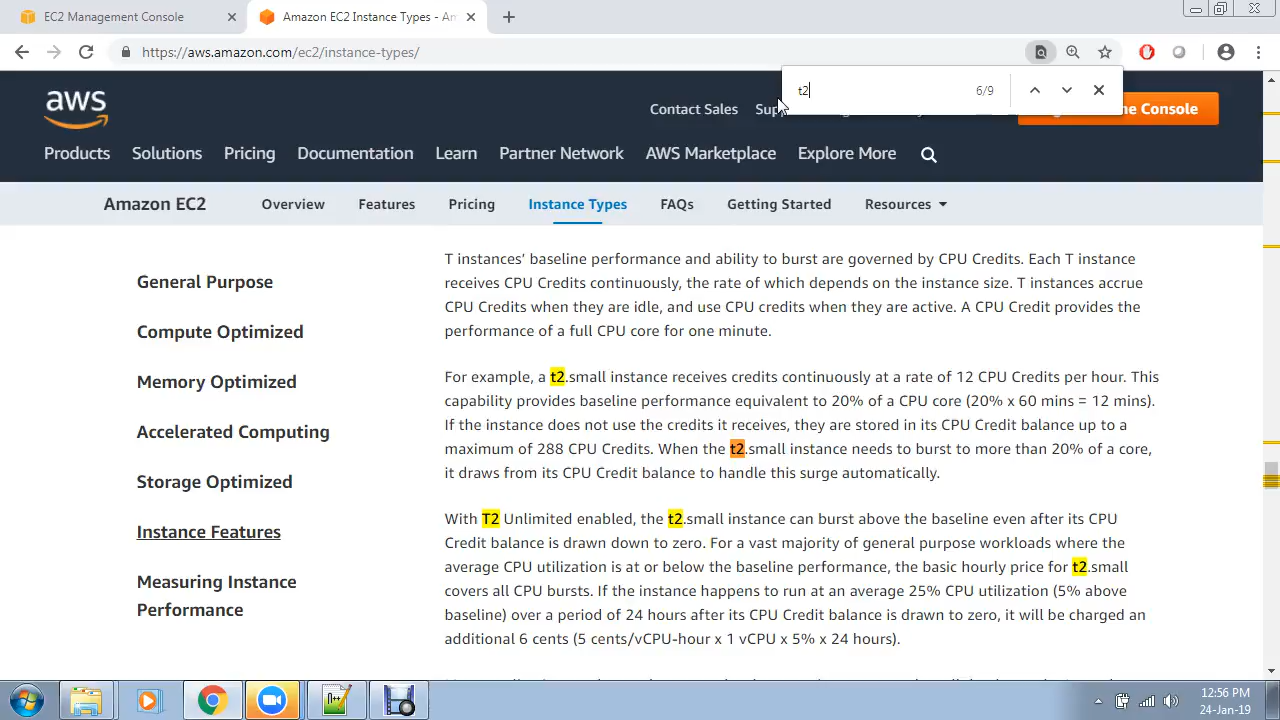 EC2 Management Console
Amazon EC2 Instance Types - Am
https://aws.amazon.com/ec2/instance-types/
t2 6/9
aws
Contact Sales
Console
Products Solutions Pricing Documentation Learn Partner Network AWS Marketplace Explore More
Amazon EC2 Overview Features Pricing Instance Types FAQs Getting Started Resources
General Purpose
Compute Optimized
Memory Optimized
Accelerated Computing
Storage Optimized
Instance Features
Measuring Instance
Performance
T instances’ baseline performance and ability to burst are governed by CPU Credits. Each T instance
receives CPU Credits continuously, the rate of which depends on the instance size. T instances accrue
CPU Credits when they are idle, and use CPU credits when they are active. A CPU Credit provides the
performance of a full CPU core for one minute.
For example, a t2.small instance receives credits continuously at a rate of 12 CPU Credits per hour. This
capability provides baseline performance equivalent to 20% of a CPU core (20% x 60 mins = 12 mins).
If the instance does not use the credits it receives, they are stored in its CPU Credit balance up to a
maximum of 288 CPU Credits. When the t2.small instance needs to burst to more than 20% of a core,
it draws from its CPU Credit balance to handle this surge automatically.
With T2 Unlimited enabled, the t2.small instance can burst above the baseline even after its CPU
Credit balance is drawn down to zero. For a vast majority of general purpose workloads where the
average CPU utilization is at or below the baseline performance, the basic hourly price for t2.small
covers all CPU bursts. If the instance happens to run at an average 25% CPU utilization (5% above
baseline) over a period of 24 hours after its CPU Credit balance is drawn to zero, it will be charged an
additional 6 cents (5 cents/vCPU-hour x 1 vCPU x 5% x 24 hours).
12:56 PM
24-Jan-19